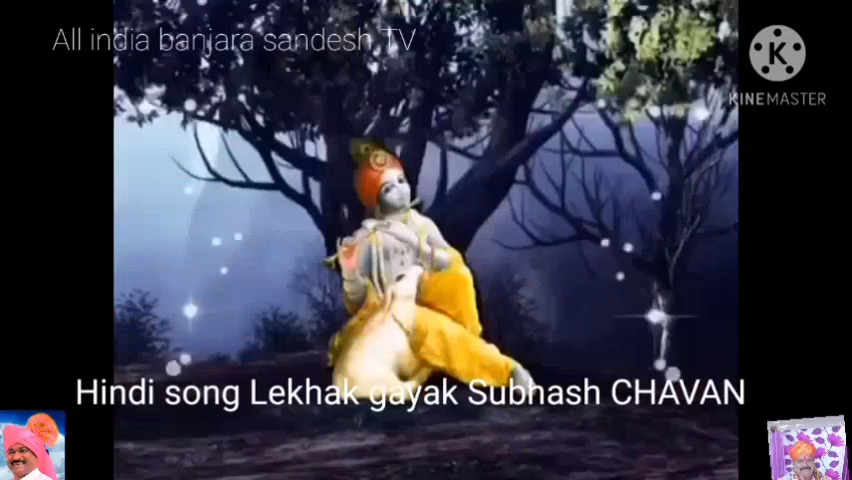 All india banjara sandesh TV
K
KINEMASTER
Hindi song Lekhak gayak Subhash CHAVAN